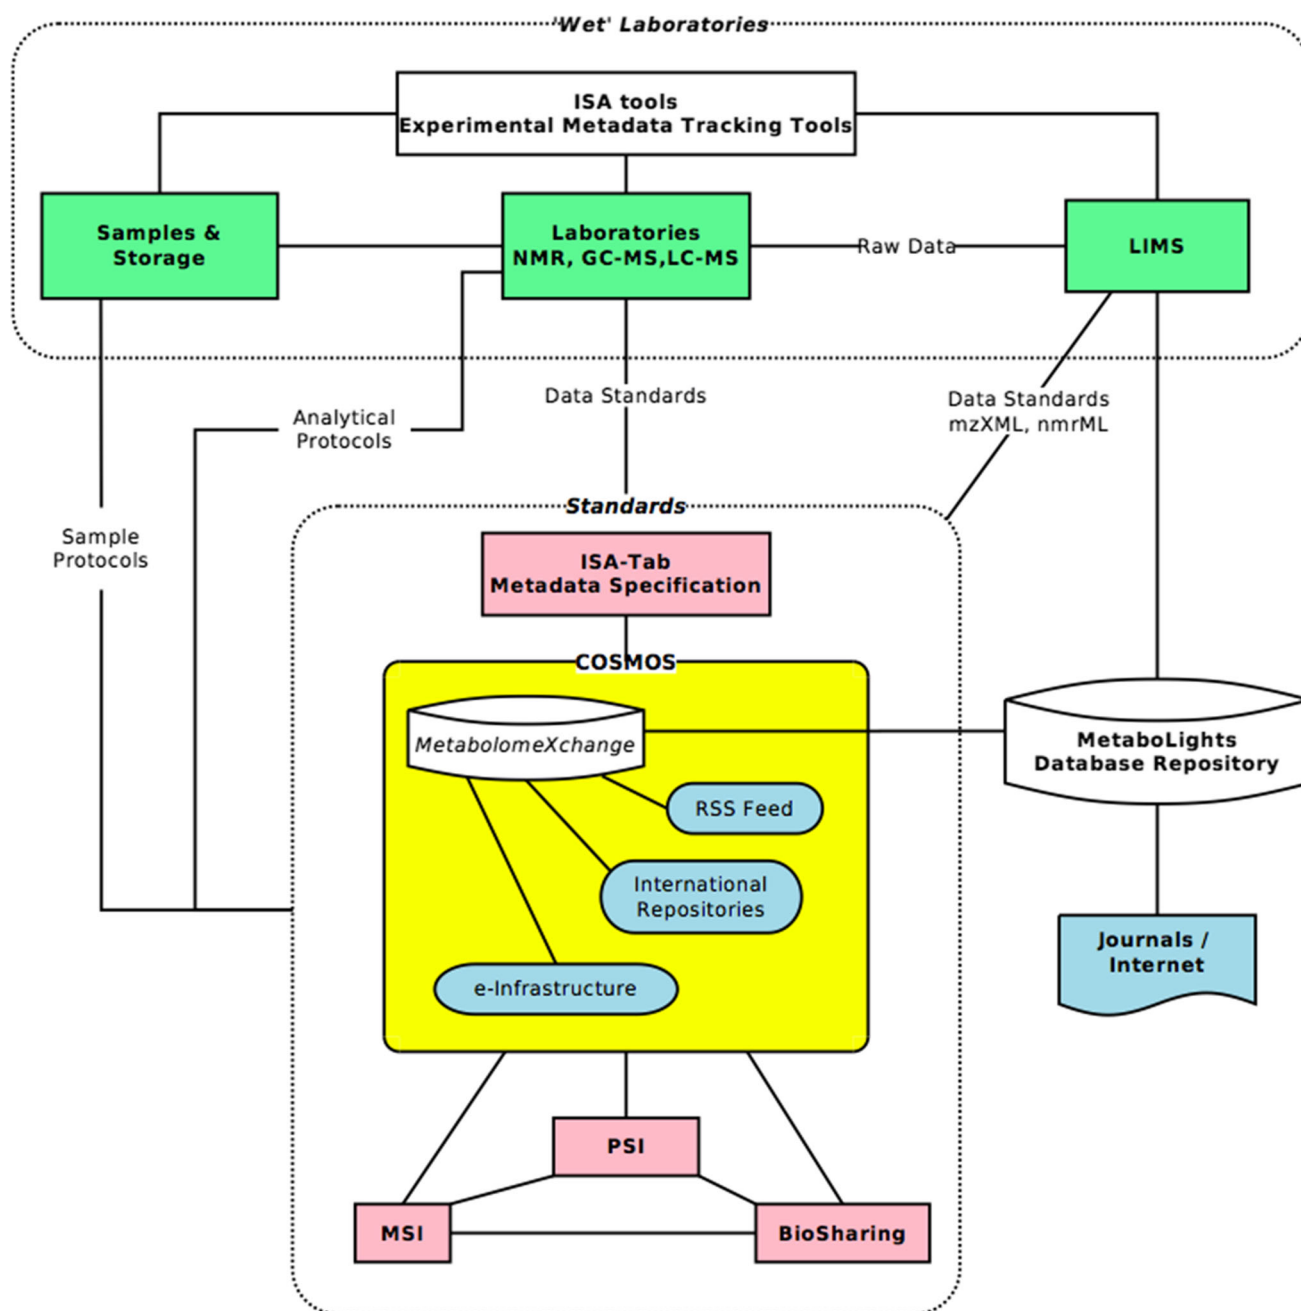 'Wet' Laboratories
ISA tools
Experimental Metadata Tracking Tools
Samples &
Storage
Laboratories
NMR, GC-MS,LC-MS
Raw Data
LIMS
Data Standards
Data Standards
mzXML, nmrML
Analytical
Protocols
Sample
Protocols
Standards
ISA-Tab
Metadata Specification
COSMOS
MetabolomeXchange
MetaboLights
Database Repository
RSS Feed
International
Repositories
e-Infrastructure
Journals /
Internet
PSI
MSI
BioSharing